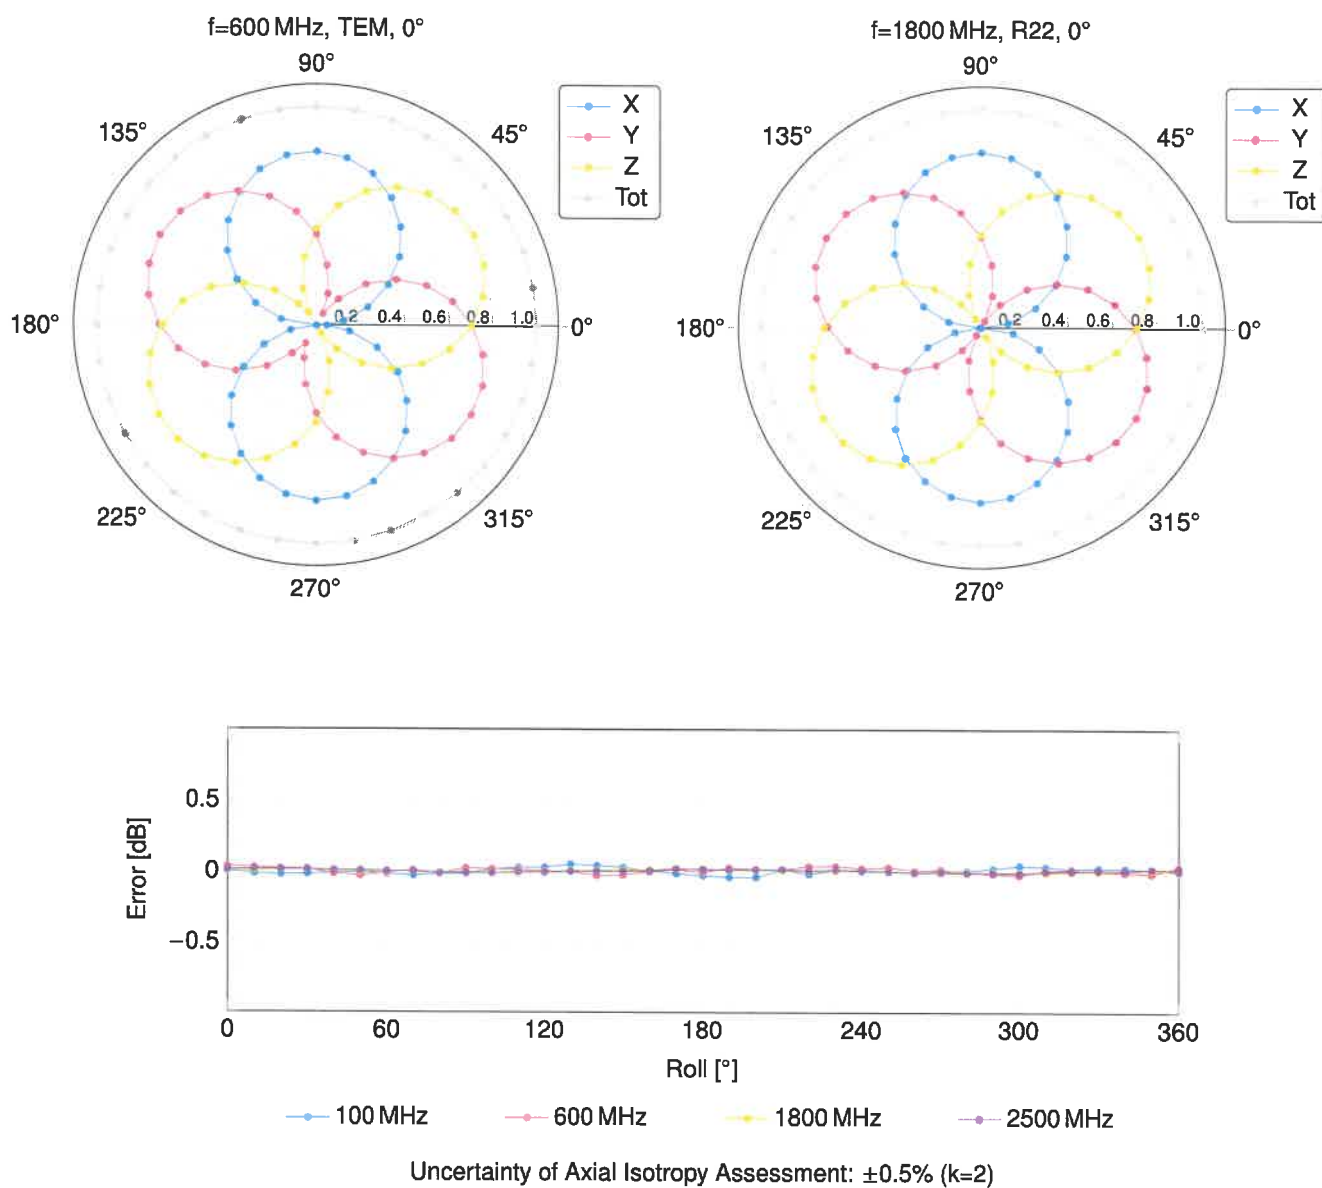 f=600 MHz, TEM, 0°
90°
135°
45°
180°
0°
225°
315°
270°
0.2 0.4 0.6 0.8 1.0
X
Y
Z
Tot
f=1800 MHz, R22, 0°
90°
135°
45°
180°
0°
225°
315°
270°
0.2 0.4 0.6 0.8 1.0
X
Y
Z
Tot
Error [dB]
0.5
0
−0.5
0 60 120 180 240 300 360
Roll [°]
100 MHz 600 MHz 1800 MHz 2500 MHz
Uncertainty of Axial Isotropy Assessment: ±0.5% (k=2)